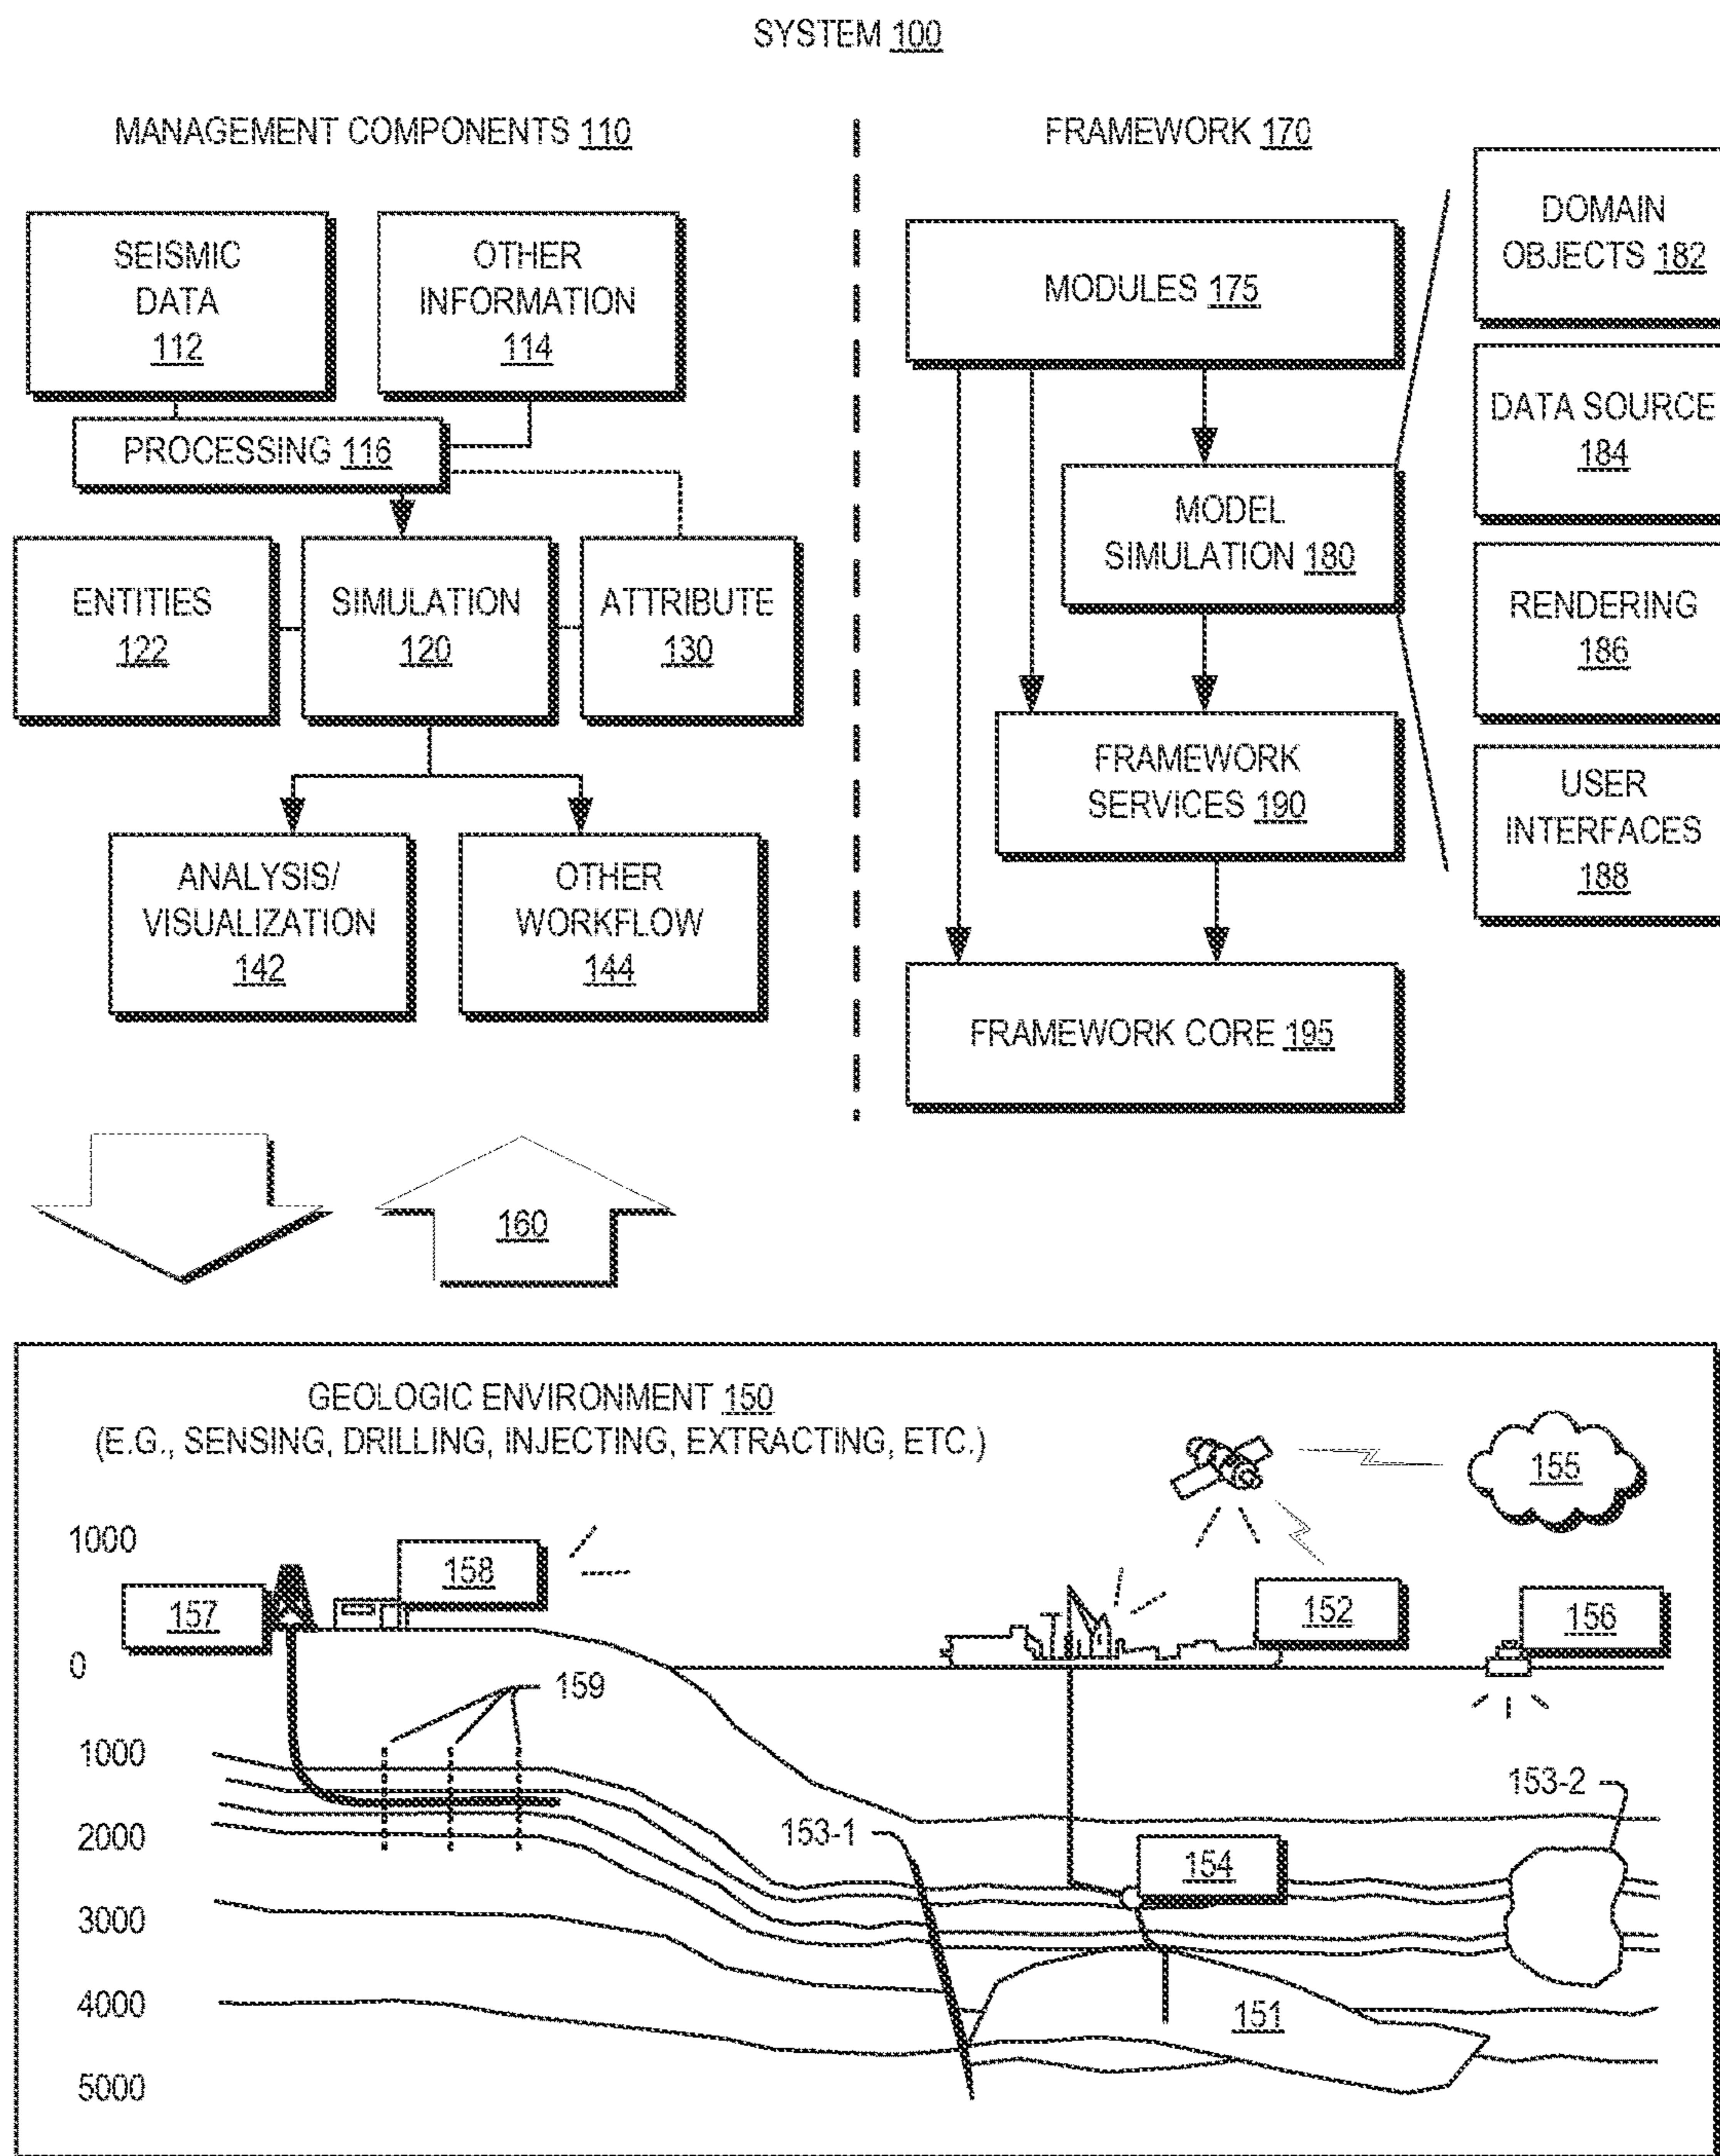 SYSTEM 100
MANAGEMENT COMPONENTS 110
SEISMIC
DATA
112
OTHER
INFORMATION
114
PROCESSING 116
ENTITIES
122
SIMULATION
120
ATTRIBUTE
130
ANALYSIS/
VISUALIZATION
142
OTHER
WORKFLOW
144
FRAMEWORK 170
MODULES 175
MODEL
SIMULATION 180
FRAMEWORK
SERVICES 190
FRAMEWORK CORE 195
DOMAIN
OBJECTS 182
DATA SOURCE
184
RENDERING
186
USER
INTERFACES
188
160
GEOLOGIC ENVIRONMENT 150
(E.G., SENSING, DRILLING, INJECTING, EXTRACTING, ETC.)
155
1000
158
157
152
156
0
159
1000
153-2
153-1
2000
154
3000
4000
151
5000